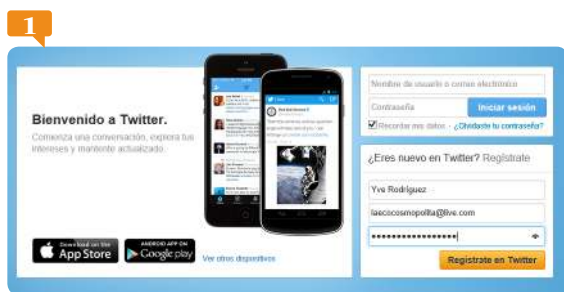 1
Bienvenido a Twitter.
Comienza una conversación, explora tus
intereses y mantente actualizado.
Download on the
App Store
ANDROID APP ON
Google play
Ver otros dispositivos
Nombre de usuario o correo electrónico
Contraseña
Iniciar sesión
Recordar mis datos · ¿Olvidaste tu contraseña?
¿Eres nuevo en Twitter? Regístrate
Yve Rodríguez
laecocosmopolita@live.com
Regístrate en Twitter